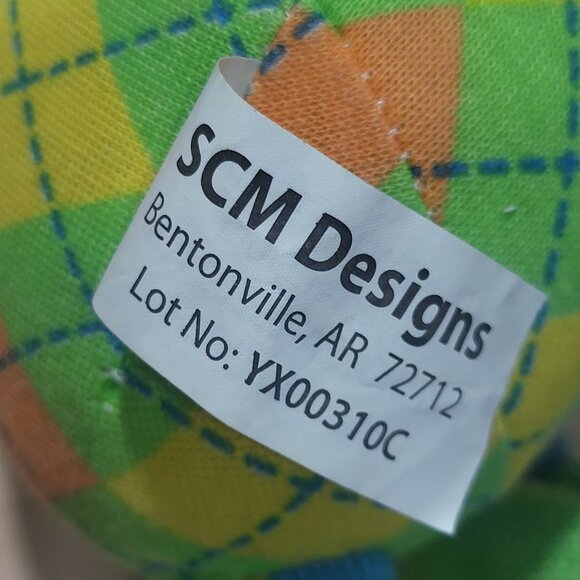 SCM Designs
Bentonville, AR 72712
Lot No: YX00310C